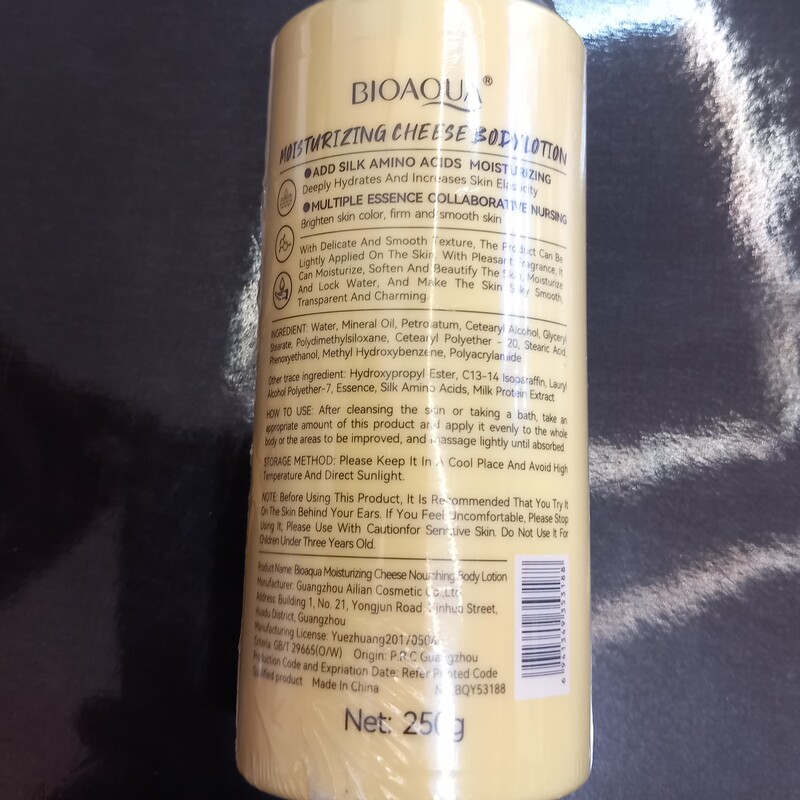 BIOAQUA®
MOISTURIZING CHEESE BODY LOTION
●ADD SILK AMINO ACIDS MOISTURIZING
Deeply Hydrates And Increases Skin Elasticity
●MULTIPLE ESSENCE COLLABORATIVE NURSING
Brighten skin color, firm and smooth skin
With Delicate And Smooth Texture, The Product Can Be
Lightly Applied On The Skin. With Pleasant Fragrance, It
Can Moisturize, Soften And Beautify The Skin, Moisturize
And Lock Water, And Make The Skin Silky Smooth,
Transparent And Charming.
INGREDIENT: Water, Mineral Oil, Petrolatum, Cetearyl Alcohol, Glyceryl
Stearate, Polydimethylsiloxane, Cetearyl Polyether - 20, Stearic Acid,
Phenoxyethanol, Methyl Hydroxybenzene, Polyacrylamide
Other trace ingredient: Hydroxypropyl Ester, C13-14 Isoparaffin, Lauryl
Alcohol Polyether-7, Essence, Silk Amino Acids, Milk Protein Extract
HOW TO USE: After cleansing the skin or taking a bath, take an
appropriate amount of this product and apply it evenly to the whole
body or the areas to be improved, and massage lightly until absorbed.
STORAGE METHOD: Please Keep It In A Cool Place And Avoid High
Temperature And Direct Sunlight.
NOTE: Before Using This Product, It Is Recommended That You Try It
On The Skin Behind Your Ears. If You Feel Uncomfortable, Please Stop
Using It; Please Use With Cautionfor Sensitive Skin. Do Not Use It For
Children Under Three Years Old.
Product Name: Bioaqua Moisturizing Cheese Nourishing Body Lotion
Manufacturer: Guangzhou Ailian Cosmetic Co.,Ltd
Address: Building 1, No. 21, Yongjun Road, Xinhua Street,
Huadu District, Guangzhou
Manufacturing License: Yuezhuang2017050
Criteria: GB/T 29665(O/W) Origin: P.R.C Guangzhou
Production Code and Expriation Date: Refer Printed Code
Qualified product Made In China BQY53188
6941349353188
Net: 250g